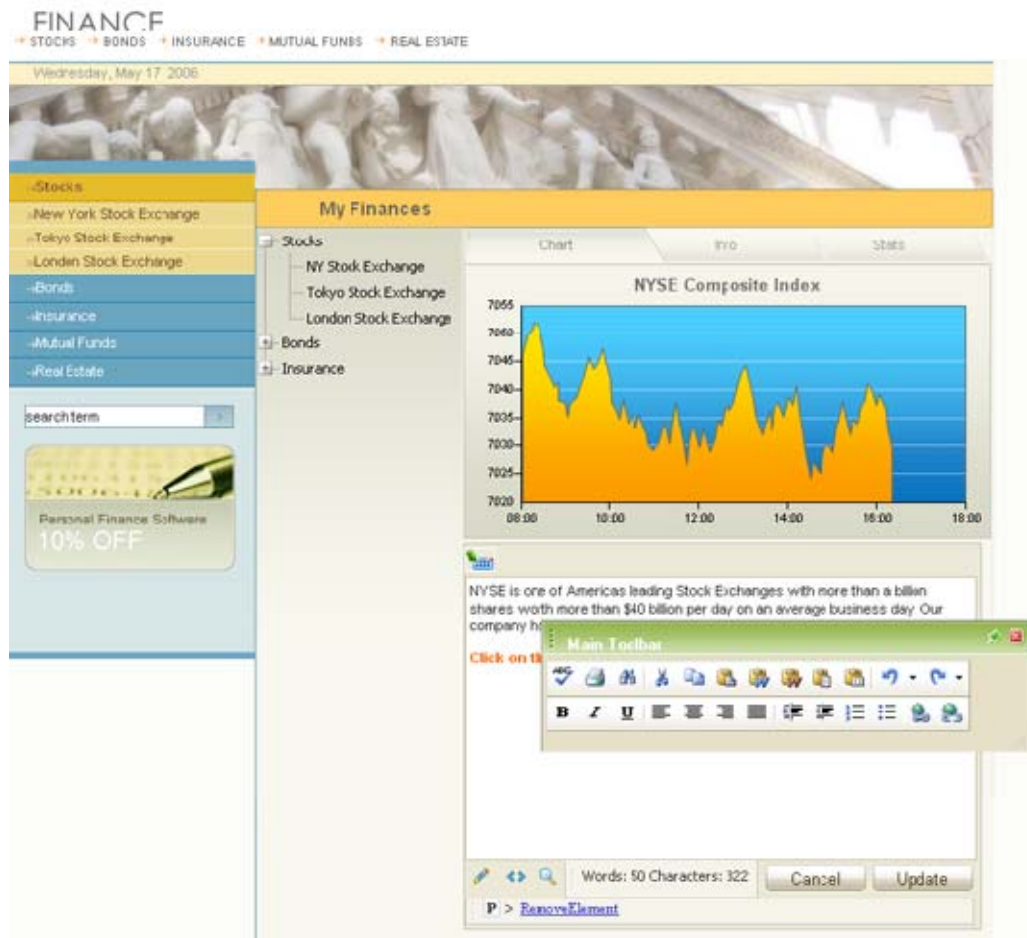 FINANCE
STOCKS BONDS INSURANCE MUTUAL FUNDS REAL ESTATE
Wednesday, May 17 2006
Stocks
New York Stock Exchange
Tokyo Stock Exchange
London Stock Exchange
Bonds
Insurance
Mutual Funds
Real Estate
search term
Personal Finance Software
10% OFF
My Finances
Stocks
NY Stock Exchange
Tokyo Stock Exchange
London Stock Exchange
Bonds
Insurance
Chart Info Stats
NYSE Composite Index
7055
7050
7045
7040
7035
7030
7025
7020
08:00 10:00 12:00 14:00 16:00 18:00
NYSE is one of Americas leading Stock Exchanges with more than a billion
shares worth more than $40 billion per day on an average business day. Our
company
Click on
Main Toolbar
ABC
B I U
Words: 50 Characters: 322 Cancel Update
P > RemoveElement